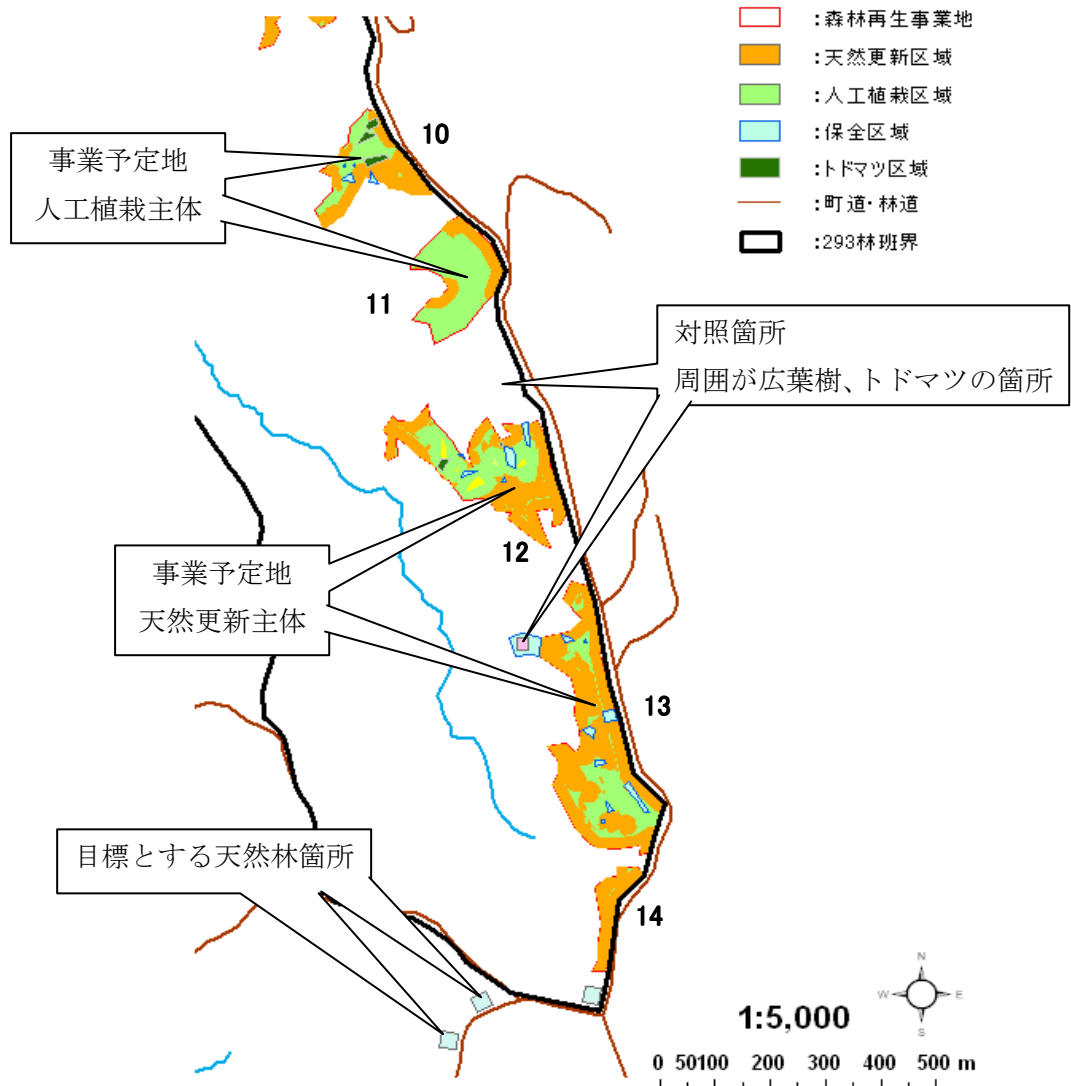 :森林再生事業地
:天然更新区域
:人工植栽区域
:保全区域
:トドマツ区域
:町道・林道
:293林班界
10
事業予定地
人工植栽主体
11
対照箇所
周囲が広葉樹、トドマツの箇所
12
事業予定地
天然更新主体
13
目標とする天然林箇所
14
N
W E
S
1:5,000
0 50100 200 300 400 500 m